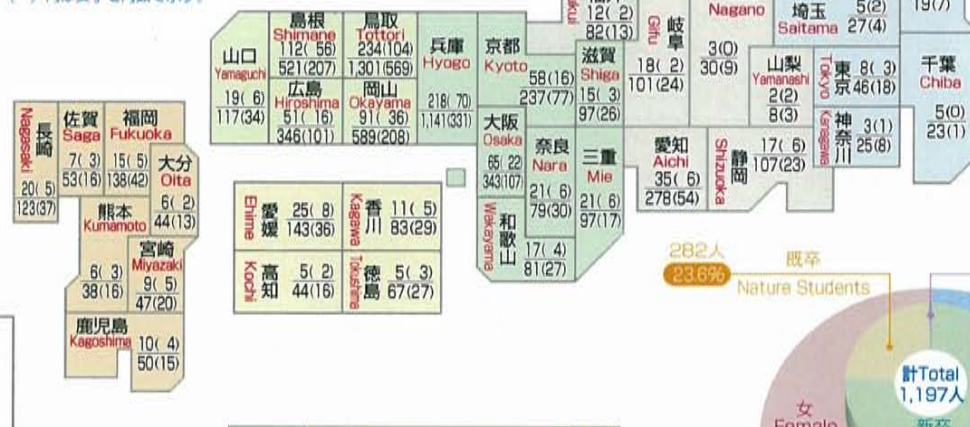 山口
Yamaguchi
19( 6)
117(34)
島根
Shimane
112( 56)
521(207)
鳥取
Tottori
234(104)
1,301(569)
広島
Hiroshima
51( 16)
346(101)
岡山
Okayama
91( 36)
589(208)
兵庫
Hyogo
218( 70)
1,141(331)
京都
Kyoto
58(16)
237(77)
12( 2)
82(13)
滋賀
Shiga
15( 3)
97(26)
岐阜
Gifu
18( 2)
101(24)
Nagano
3(0)
30(9)
埼玉
Saitama
5(2)
27(4)
19(7)
山梨
Yamanashi
2(2)
8(3)
東京
Tokyo
8( 3)
46(18)
千葉
Chiba
5(0)
23(1)
神奈川
Kanagawa
3(1)
25(8)
大阪
Osaka
65( 22
343(107)
奈良
Nara
21( 6)
79(30)
三重
Mie
21( 6)
97(17)
愛知
Aichi
35( 6)
278(54)
静岡
Shizuoka
17( 6)
107(23)
和歌山
Wakayama
17( 4)
81(27)
長崎
Nagasaki
20( 5)
123(37)
佐賀
Saga
7( 3)
53(16)
福岡
Fukuoka
15( 5)
138(42)
大分
Oita
6( 2)
44(13)
熊本
Kumamoto
6( 3)
38(16)
宮崎
Miyazaki
9( 5)
47(20)
鹿児島
Kagoshima
10( 4)
50(15)
愛媛
Ehime
25( 8)
143(36)
香川
Kagawa
11( 5)
83(29)
高知
Kochi
5( 2)
44(16)
徳島
Tokushima
5( 3)
67(27)
282人
23.6%
既卒
Nature Students
計Total
1,197人
女
Female
新卒